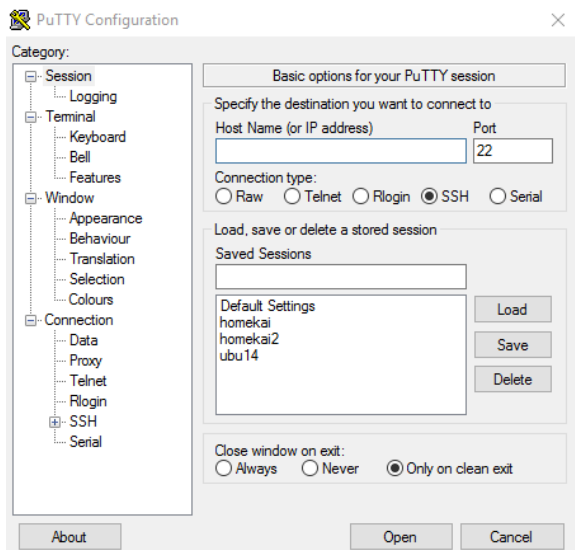 PuTTY Configuration
Category:
Session
Logging
Terminal
Keyboard
Bell
Features
Window
Appearance
Behaviour
Translation
Selection
Colours
Connection
Data
Proxy
Telnet
Rlogin
SSH
Serial
Basic options for your PuTTY session
Specify the destination you want to connect to
Host Name (or IP address) Port
22
Connection type:
Raw Telnet Rlogin SSH Serial
Load, save or delete a stored session
Saved Sessions
Default Settings
homekai
homekai2
ubu14
Load
Save
Delete
Close window on exit:
Always Never Only on clean exit
About Open Cancel